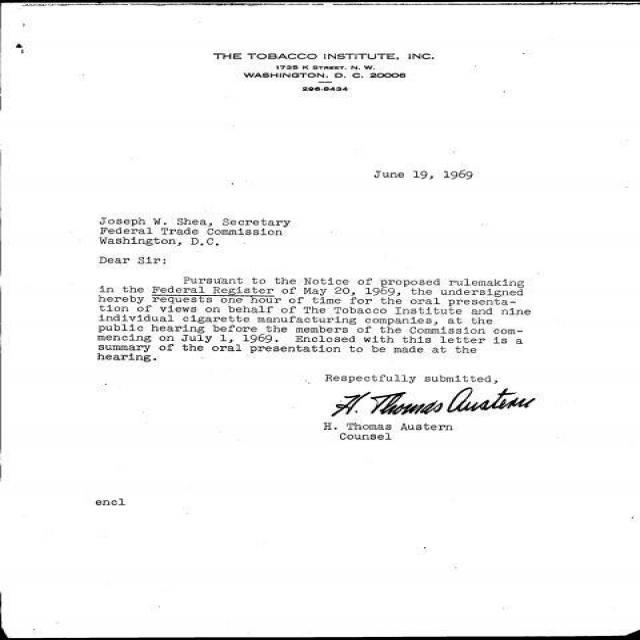 THE TOBACCO INSTITUTE, INC.
1735 K STREET, N. W.
WASHINGTON, D. C. 20006
296-8434
June 19, 1969
Joseph W. Shea, Secretary
Federal Trade Commission
Washington, D.C.
Dear Sir:
Pursuant to the Notice of proposed rulemaking
in the Federal Register of May 20, 1969, the undersigned
hereby requests one hour of time for the oral presenta-
tion of views on behalf of The Tobacco Institute and nine
individual cigarette manufacturing companies, at the
public hearing before the members of the Commission com-
mencing on July 1, 1969. Enclosed with this letter is a
summary of the oral presentation to be made at the
hearing.
Respectfully submitted,
H. Thomas Austern
H. Thomas Austern
Counsel
encl